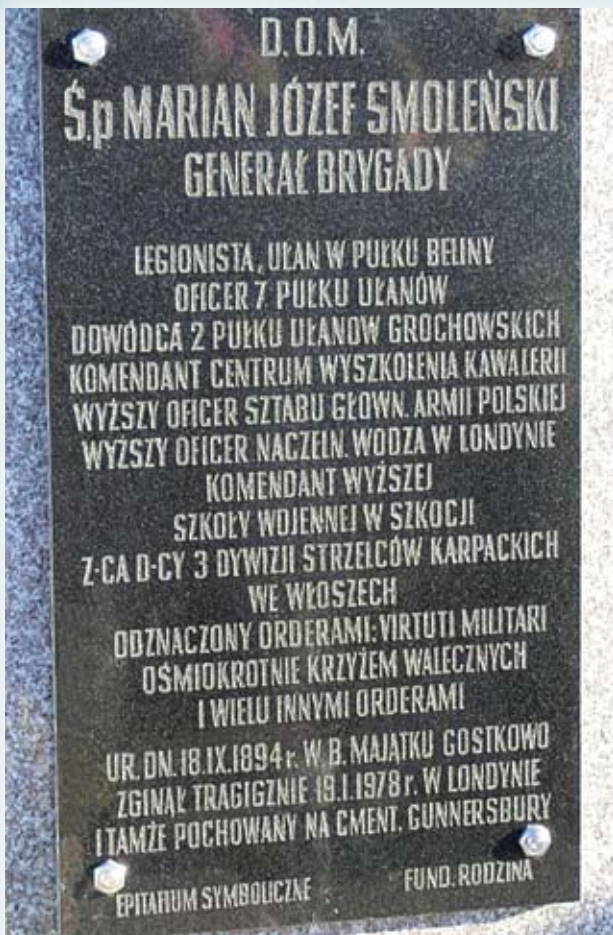 D.O.M.
Ś.p MARIAN JÓZEF SMOLEŃSKI
GENERAŁ BRYGADY
LEGIONISTA, UŁAN W PUŁKU BELINY
OFICER 7 PUŁKU UŁANÓW
DOWÓDCA 2 PUŁKU UŁANÓW GROCHOWSKICH
KOMENDANT CENTRUM WYSZKOLENIA KAWALERII
WYŻSZY OFICER SZTABU GŁOWN. ARMII POLSKIEJ
WYŻSZY OFICER NACZELN. WODZA W LONDYNIE
KOMENDANT WYŻSZEJ
SZKOŁY WOJENNEJ W SZKOCJI
Z-CA D-CY 3 DYWIZJI STRZELCÓW KARPACKICH
WE WŁOSZECH
ODZNACZONY ORDERAMI: VIRTUTI MILITARI
OŚMIOKROTNIE KRZYŻEM WALECZNYCH
I WIELU INNYMI ORDERAMI
UR. DN. 18.IX.1894 r. W B. MAJĄTKU GOSTKOWO
ZGINĄŁ TRAGIGZNIE 19.I.1978 r. W LONDYNIE
I TAMŻE POCHOWANY NA CMENT. GUNNERSBURY
EPITAFIUM SYMBOLICZNE FUND. RODZINA